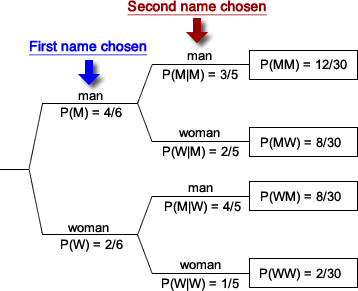 Second name chosen
First name chosen
man
P(M|M) = 3/5
P(MM) = 12/30
man
P(M) = 4/6
woman
P(W|M) = 2/5
P(MW) = 8/30
man
P(M|W) = 4/5
P(WM) = 8/30
woman
P(W) = 2/6
woman
P(W|W) = 1/5
P(WW) = 2/30